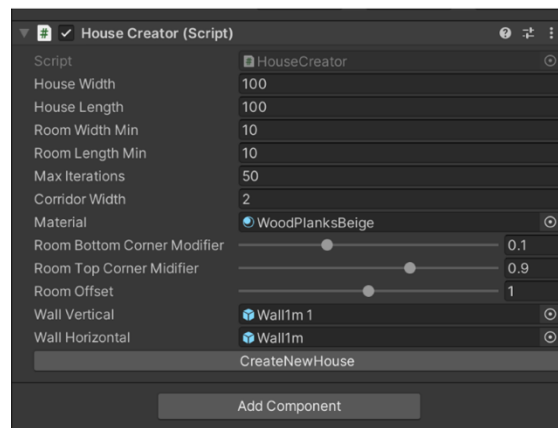 House Creator (Script)
Script HouseCreator
House Width 100
House Length 100
Room Width Min 10
Room Length Min 10
Max Iterations 50
Corridor Width 2
Material WoodPlanksBeige
Room Bottom Corner Modifier 0.1
Room Top Corner Midifier 0.9
Room Offset 1
Wall Vertical Wall1m 1
Wall Horizontal Wall1m
CreateNewHouse
Add Component